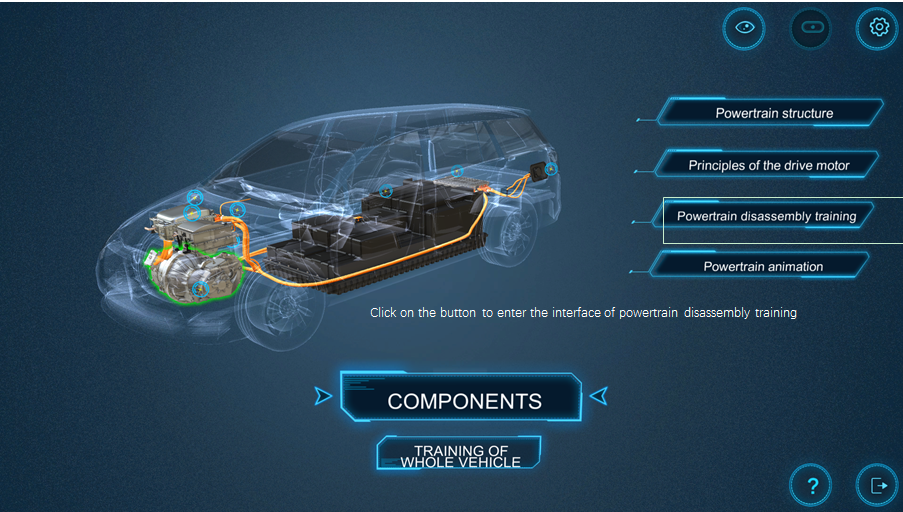 Powertrain structure
Principles of the drive motor
Powertrain disassembly training
Powertrain animation
Click on the button to enter the interface of powertrain disassembly training
COMPONENTS
TRAINING OF
WHOLE VEHICLE
?